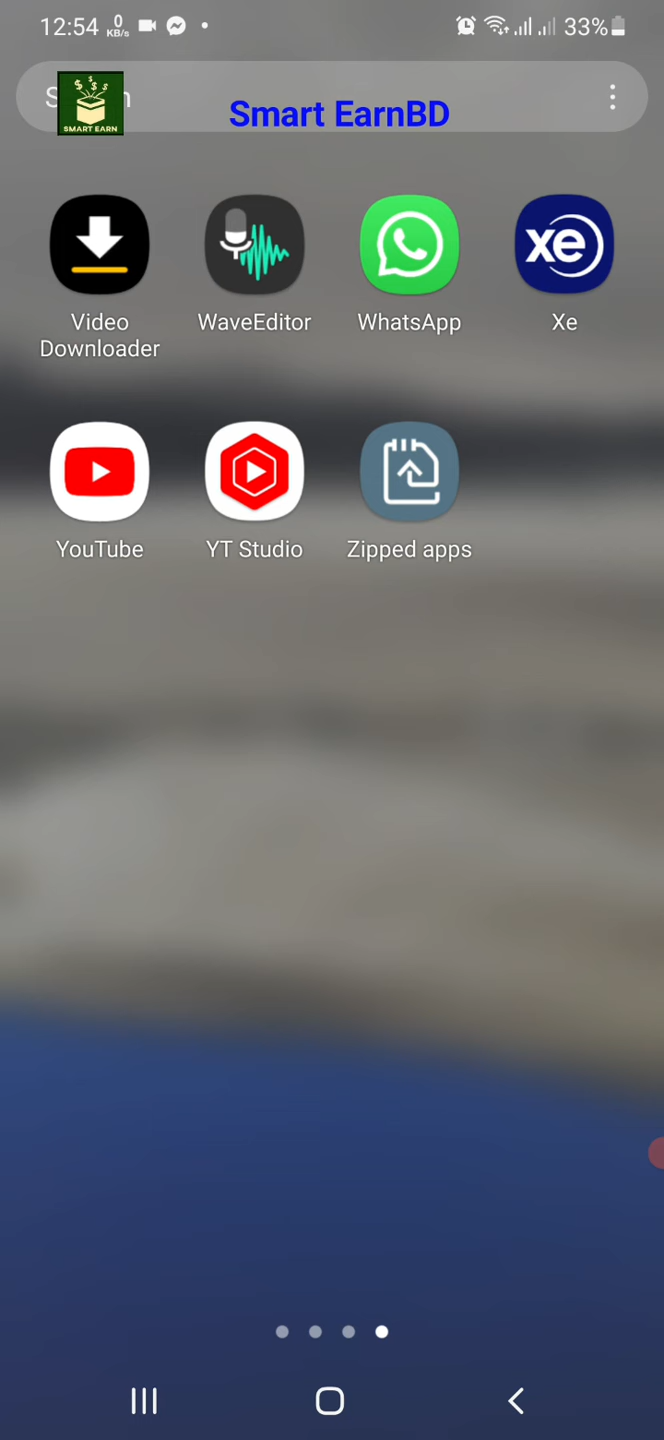 12:54
0
KB/s
33%
SMART EARN
Smart EarnBD
Video
Downloader
WaveEditor
WhatsApp
xe
Xe
YouTube
YT Studio
Zipped apps